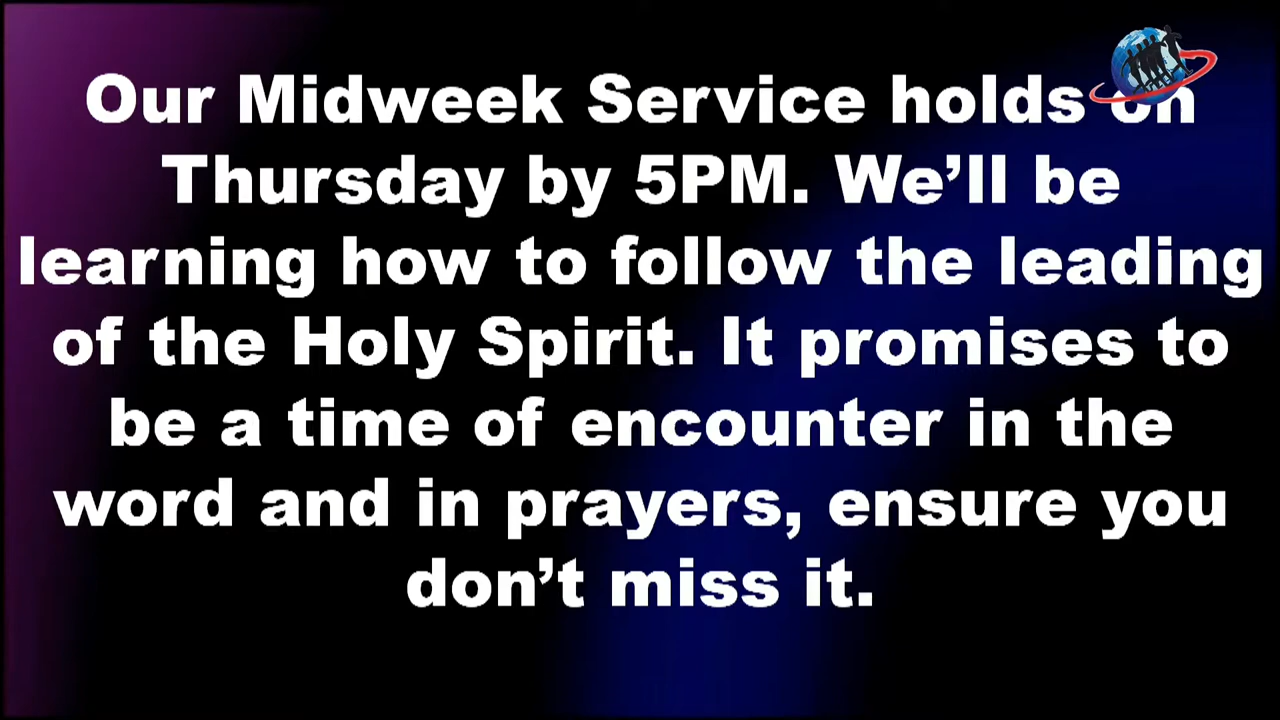 Our Midweek Service holds on
Thursday by 5PM. We’ll be
learning how to follow the leading
of the Holy Spirit. It promises to
be a time of encounter in the
word and in prayers, ensure you
don’t miss it.